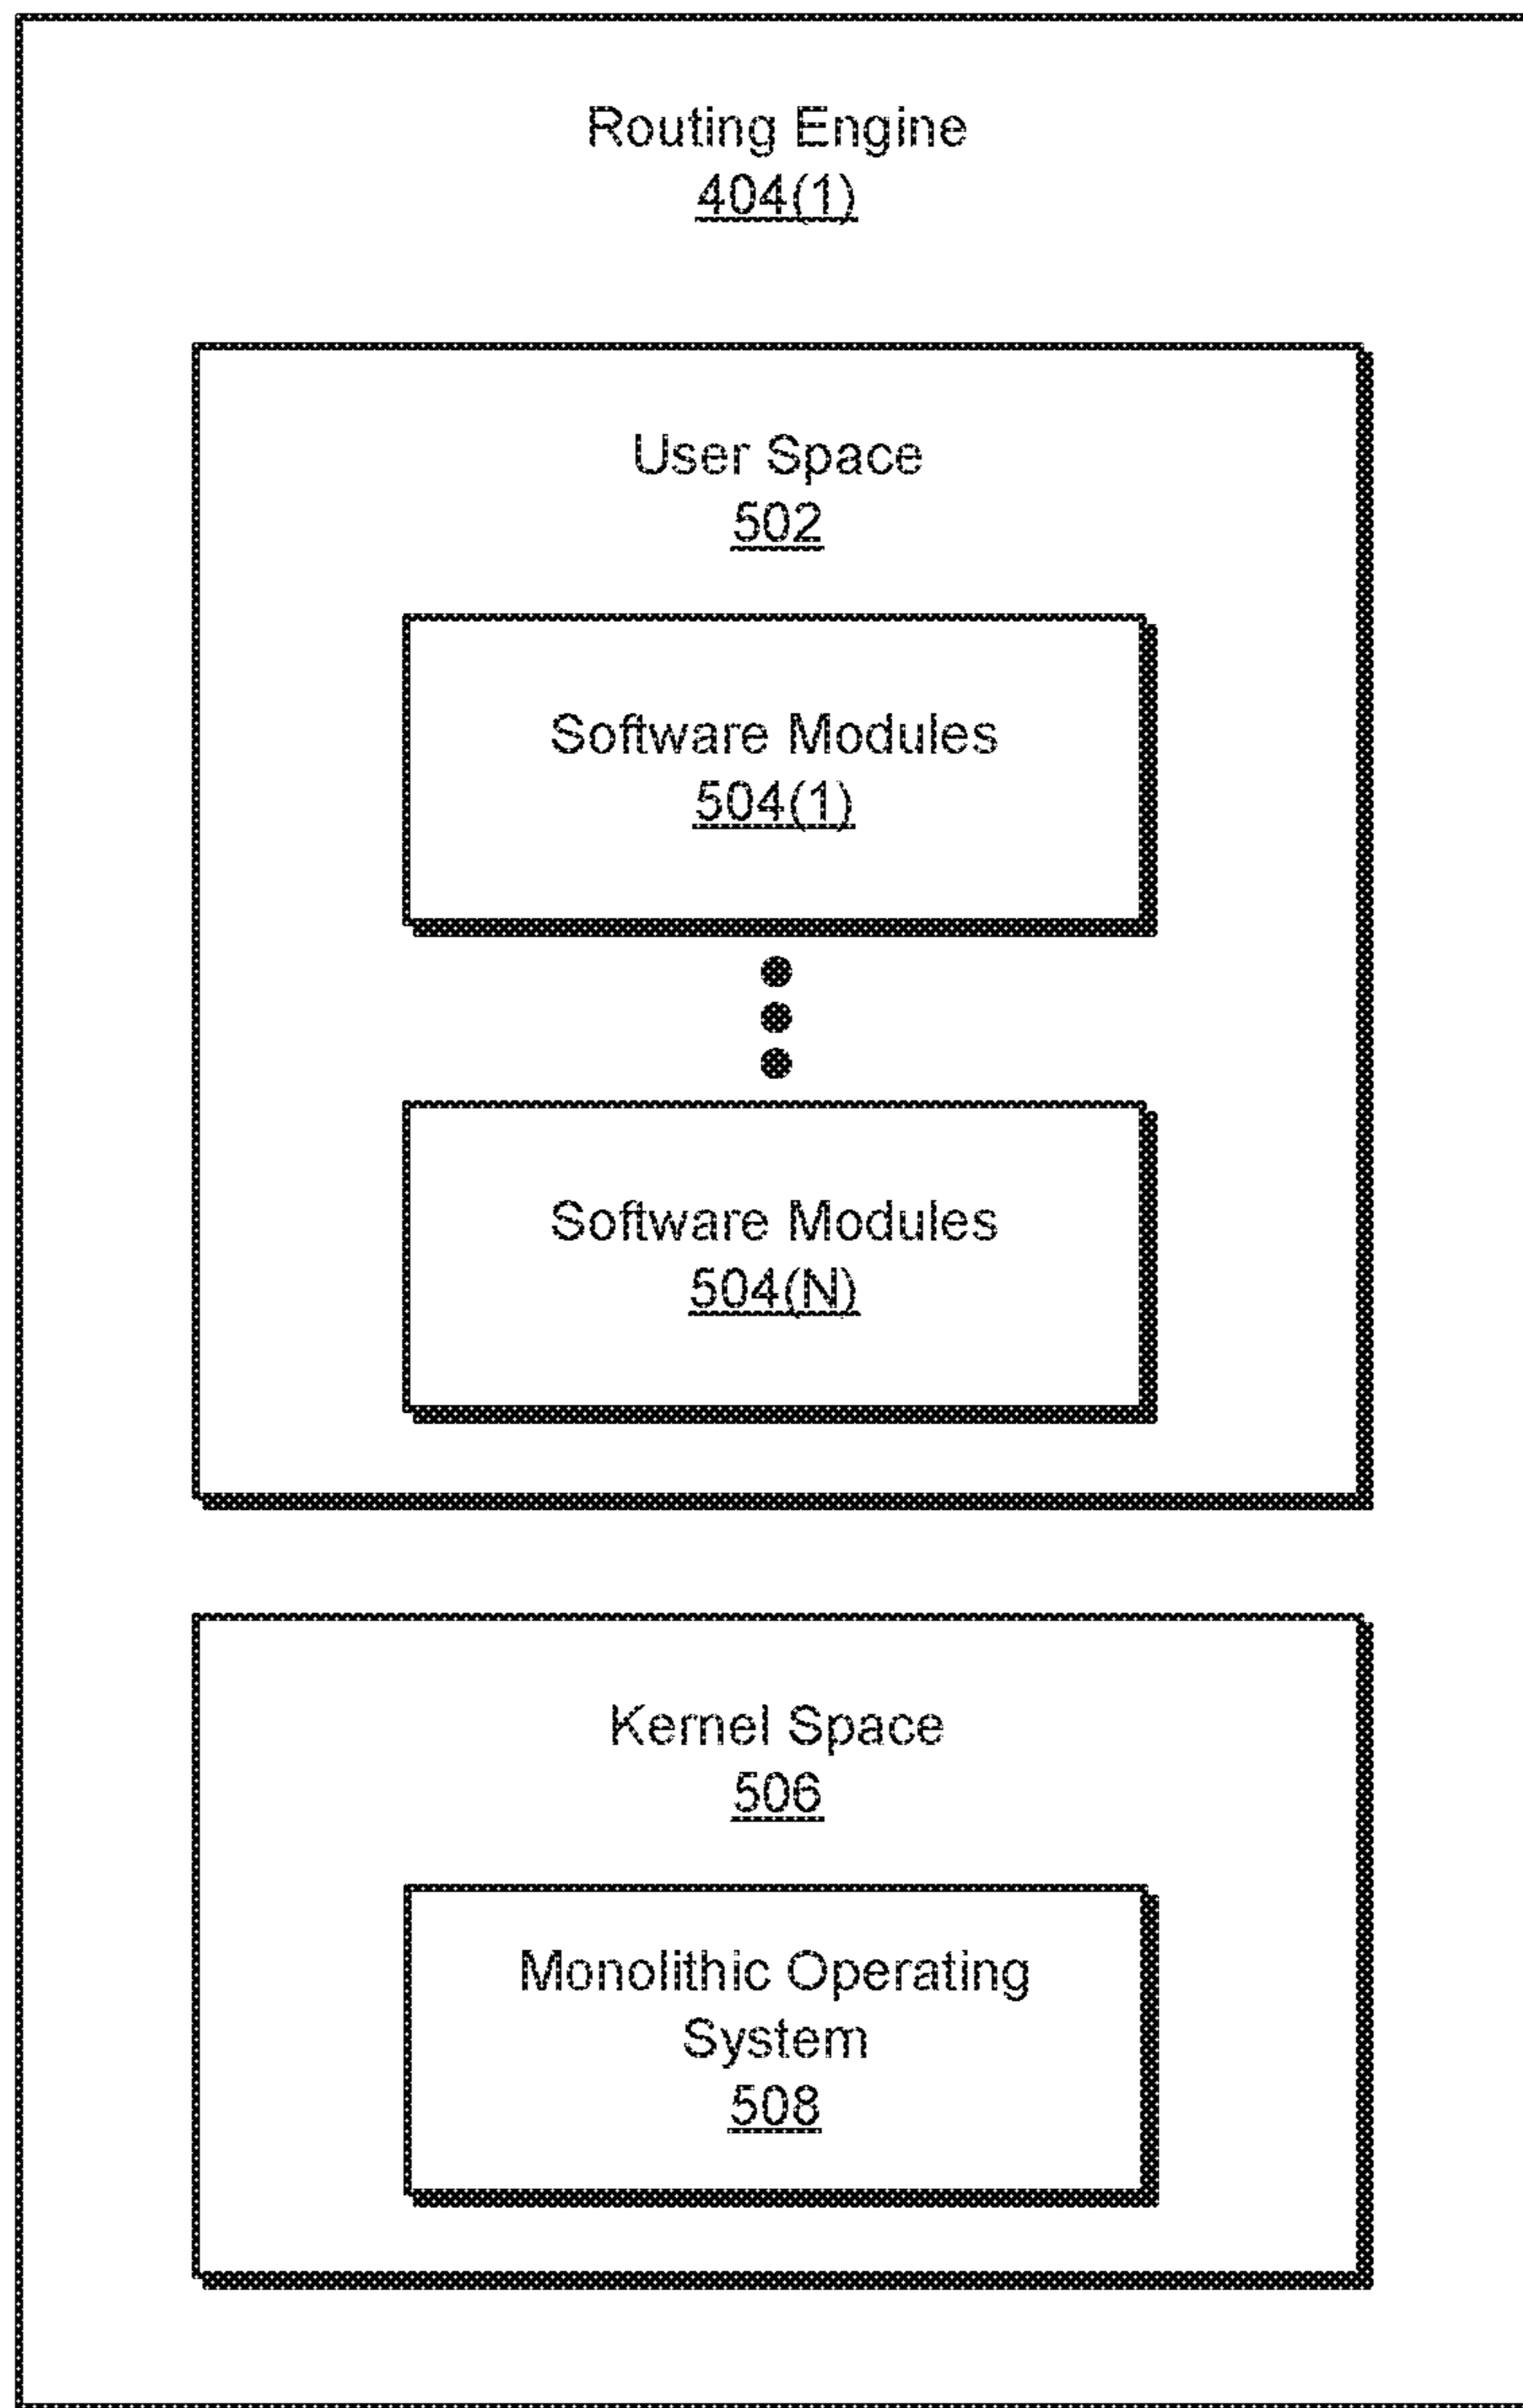 Routing Engine
404(1)
User Space
502
Software Modules
504(1)
Software Modules
504(N)
Kernel Space
506
Monolithic Operating
System
508